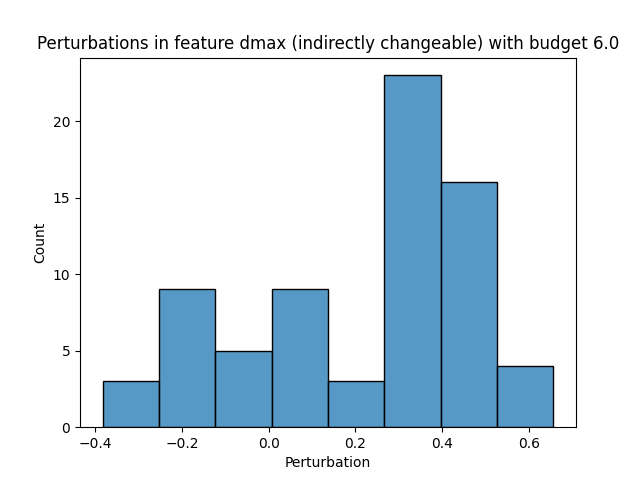 Perturbations in feature dmax (indirectly changeable) with budget 6.0
20
15
10
5
0
Count
−0.4 −0.2 0.0 0.2 0.4 0.6
Perturbation